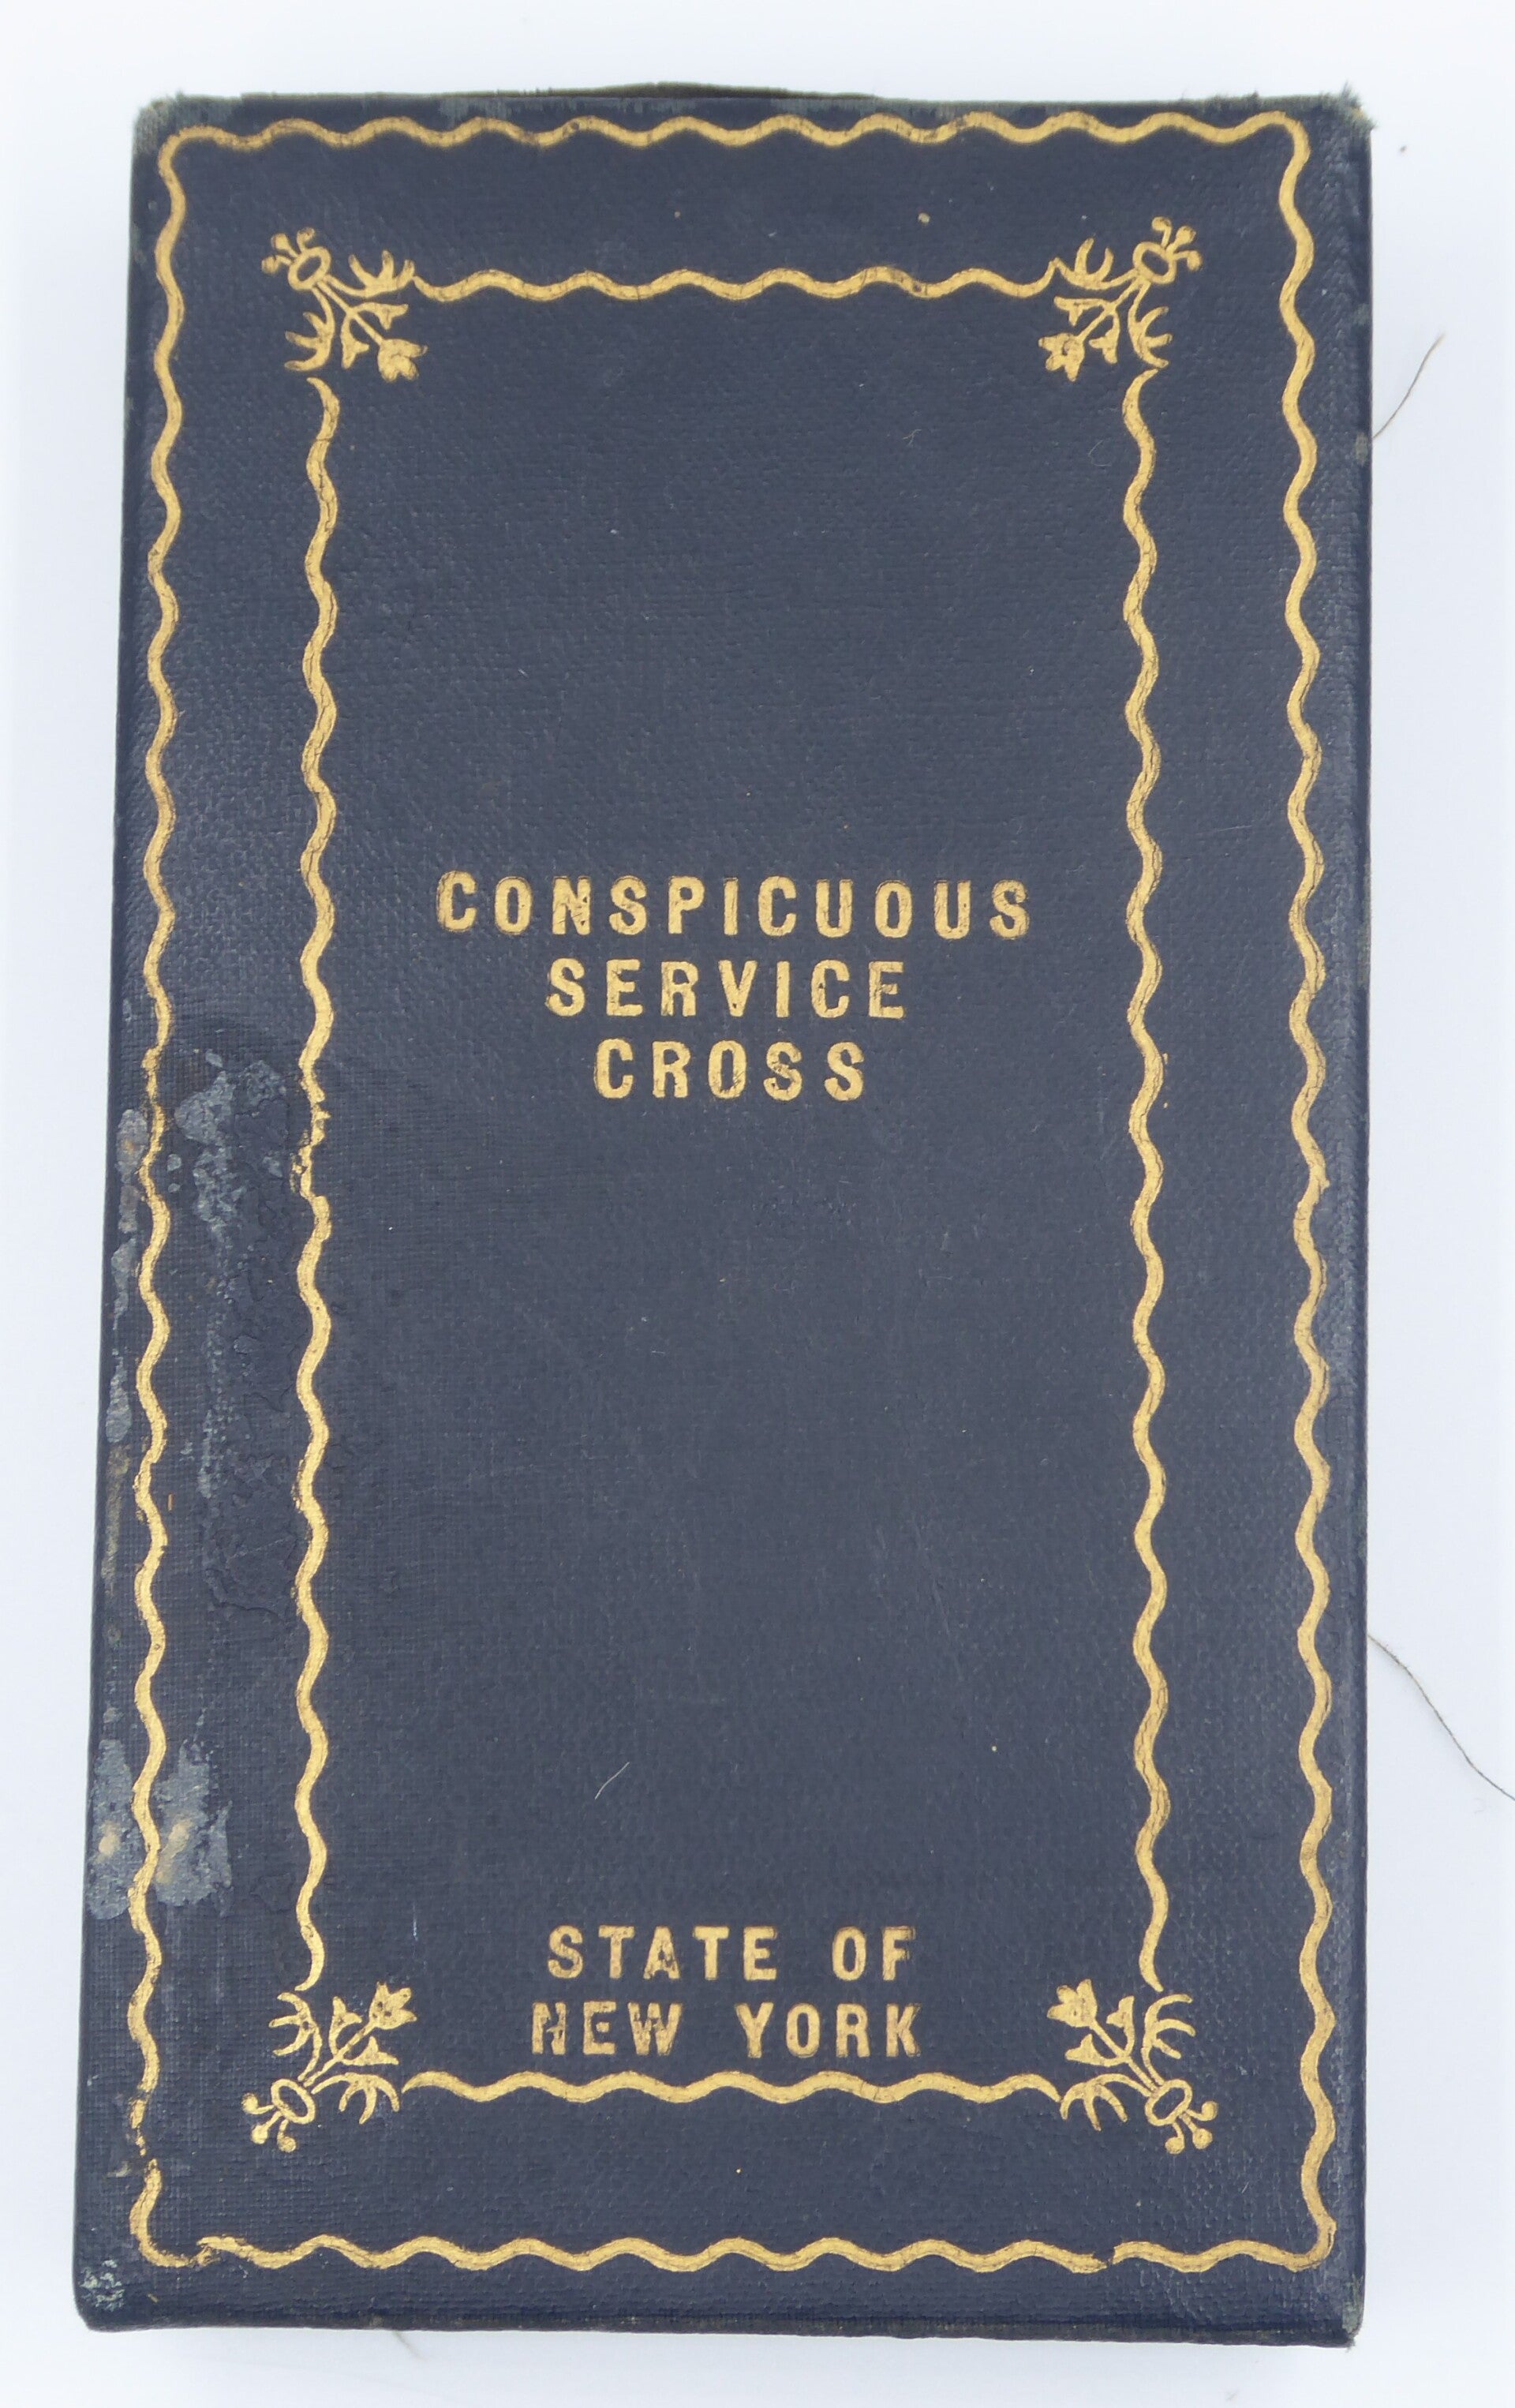 CONSPICUOUS
SERVICE
CROSS
STATE OF
NEW YORK